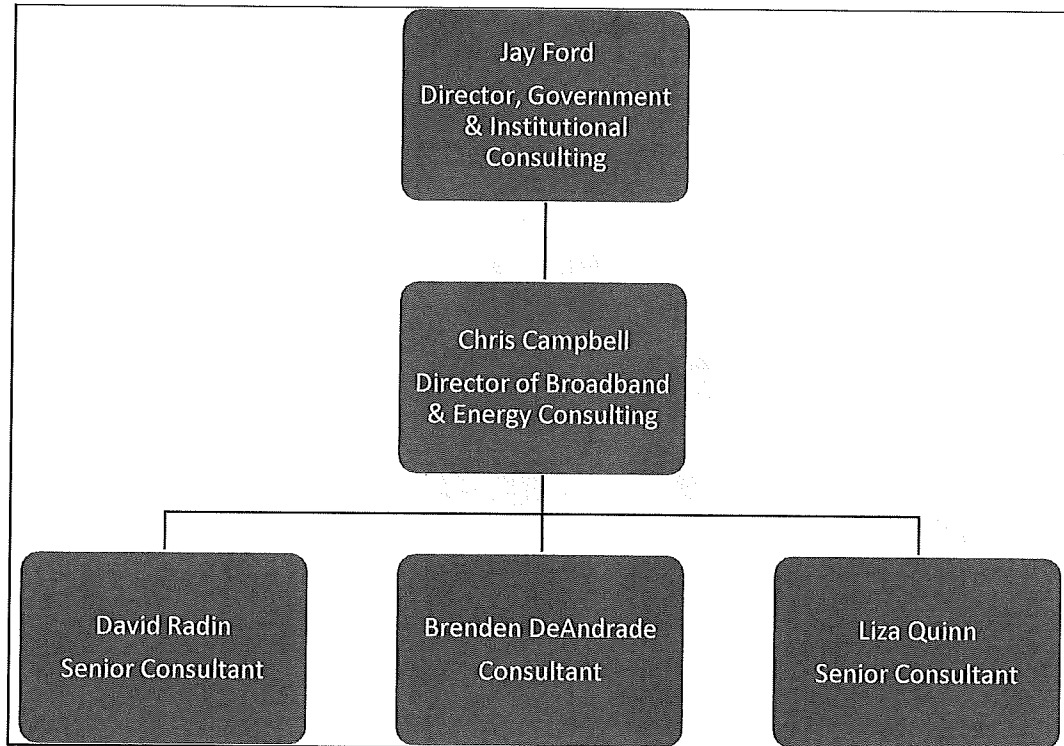 Jay Ford
Director, Government
& Institutional
Consulting
Chris Campbell
Director of Broadband
& Energy Consulting
David Radin
Senior Consultant
Brenden DeAndrade
Consultant
Liza Quinn
Senior Consultant